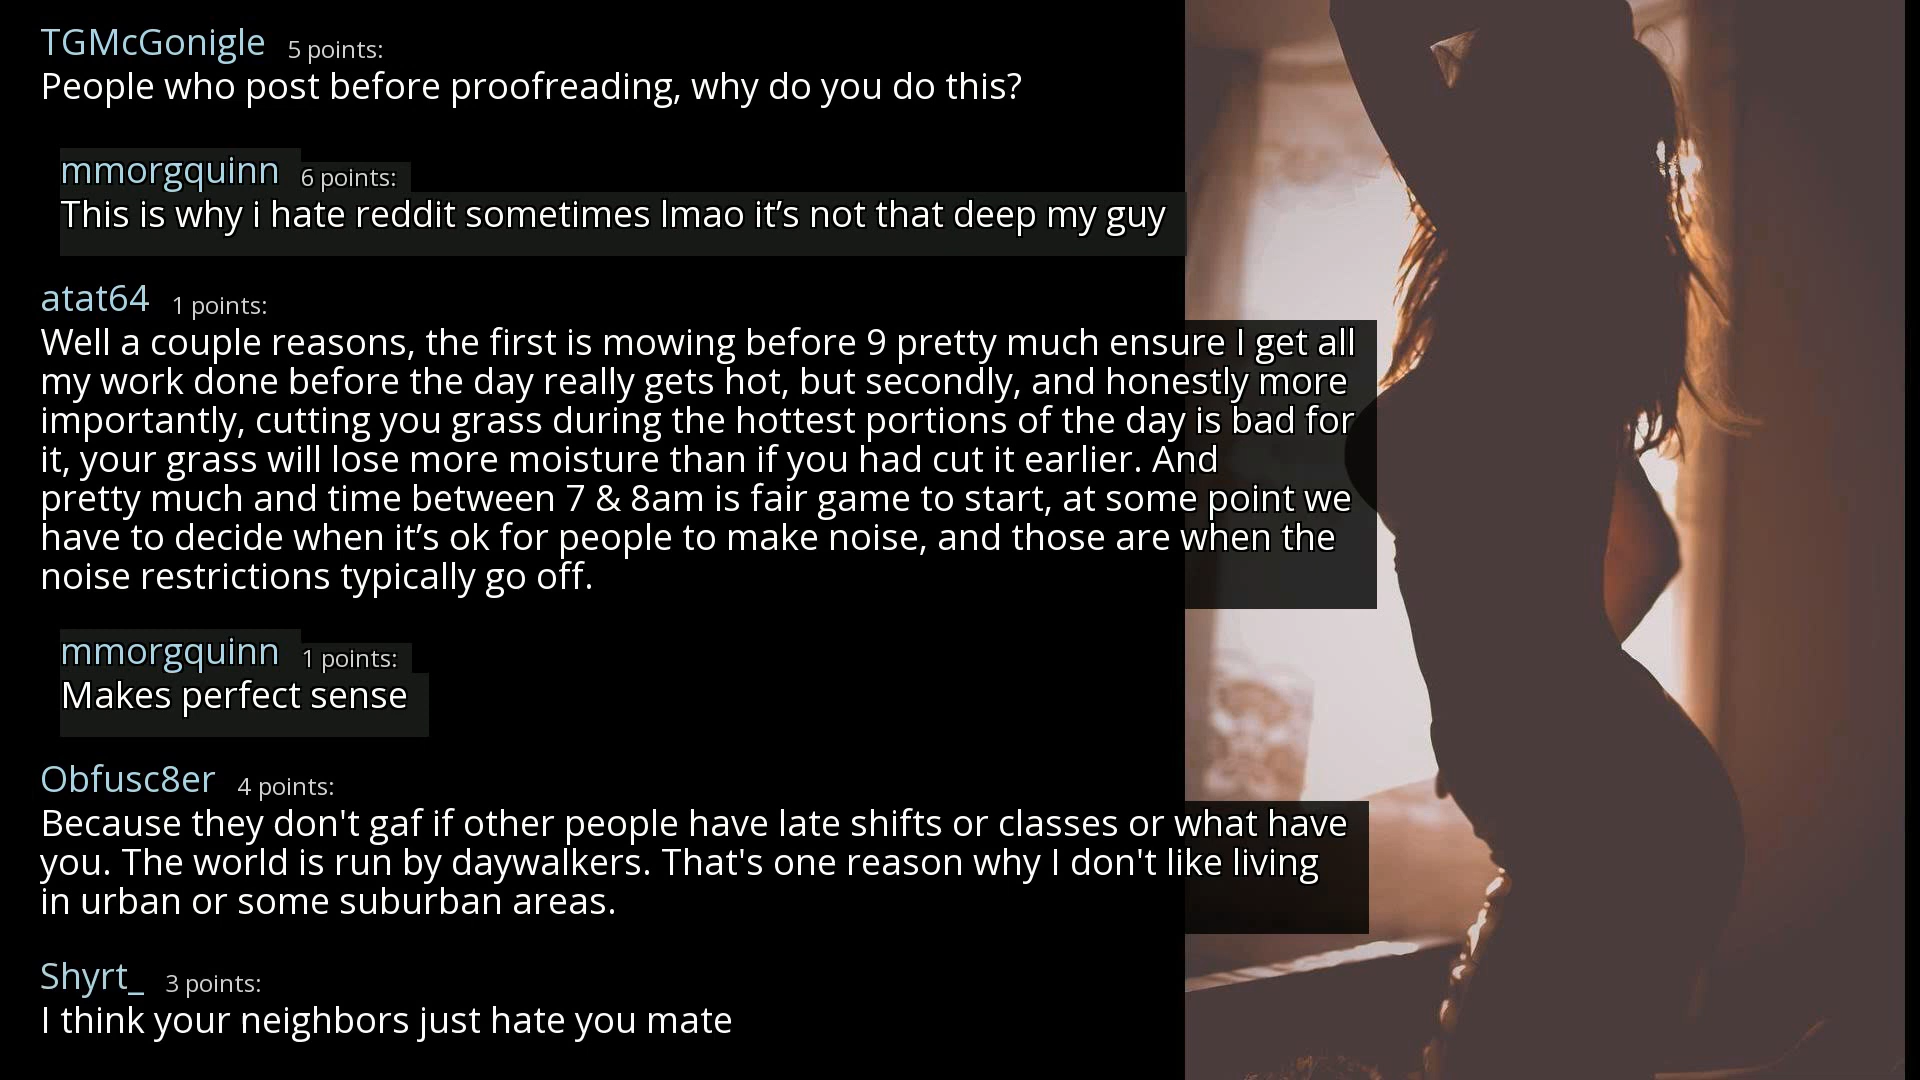 TGMcGonigle 5 points:
People who post before proofreading, why do you do this?
mmorgquinn 6 points:
This is why i hate reddit sometimes lmao it’s not that deep my guy
atat64 1 points:
Well a couple reasons, the first is mowing before 9 pretty much ensure I get all
my work done before the day really gets hot, but secondly, and honestly more
importantly, cutting you grass during the hottest portions of the day is bad for
it, your grass will lose more moisture than if you had cut it earlier. And
pretty much and time between 7 & 8am is fair game to start, at some point we
have to decide when it’s ok for people to make noise, and those are when the
noise restrictions typically go off.
mmorgquinn 1 points:
Makes perfect sense
Obfusc8er 4 points:
Because they don't gaf if other people have late shifts or classes or what have
you. The world is run by daywalkers. That's one reason why I don't like living
in urban or some suburban areas.
Shyrt_ 3 points:
I think your neighbors just hate you mate